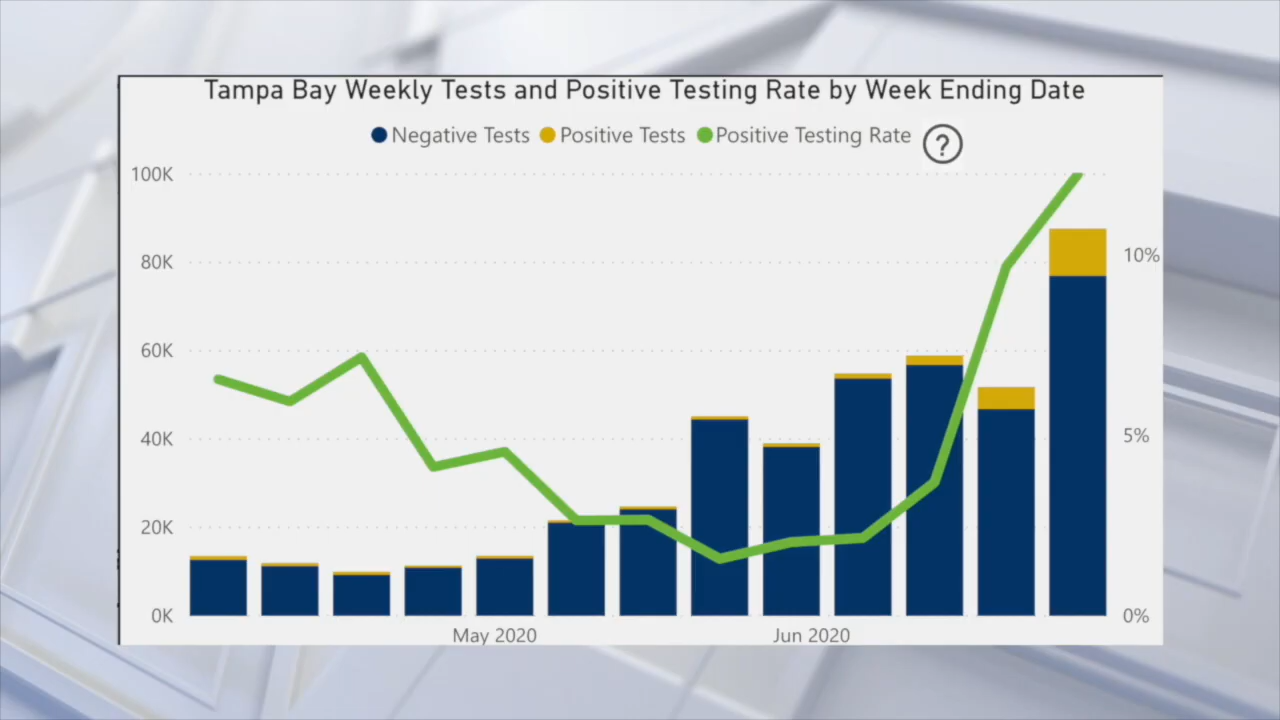 Tampa Bay Weekly Tests and Positive Testing Rate by Week Ending Date
Negative Tests Positive Tests Positive Testing Rate ?
100K
80K
10%
60K
40K
5%
20K
0K
0%
May 2020 Jun 2020